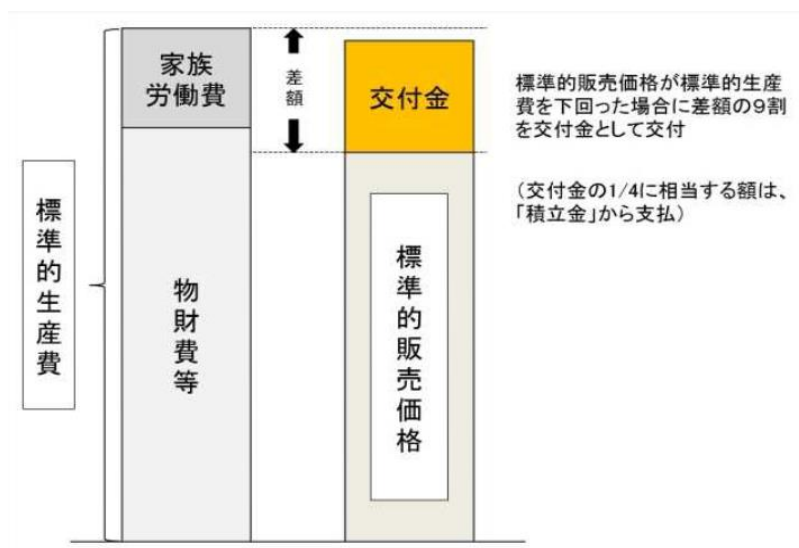 標準的生産費
家族
労働費
物財費等
差額
交付金
標準的販売価格
標準的販売価格が標準的生産
費を下回った場合に差額の9割
を交付金として交付
（交付金の1/4に相当する額は、
「積立金」から支払）